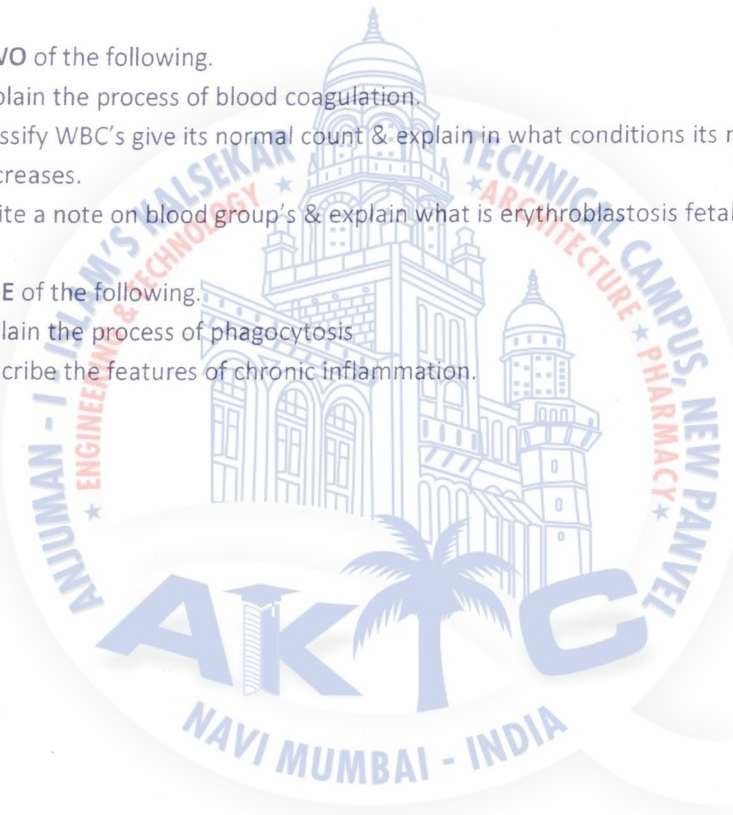 WO of the following.
plain the process of blood coagulation.
ssify WBC's give its normal count & explain in what conditions its n
creases.
ite a note on blood group's & explain what is erythroblastosis fetal
E of the following.
lain the process of phagocytosis
cribe the features of chronic inflammation.
ANJUMAN - I - ISLAM'S KALSEKAR TECHNICAL CAMPUS, NEW PANVEL
ENGINEERING & TECHNOLOGY ★ ★ ARCHITECTURE ★ PHARMACY ★
AKTC
NAVI MUMBAI - INDIA